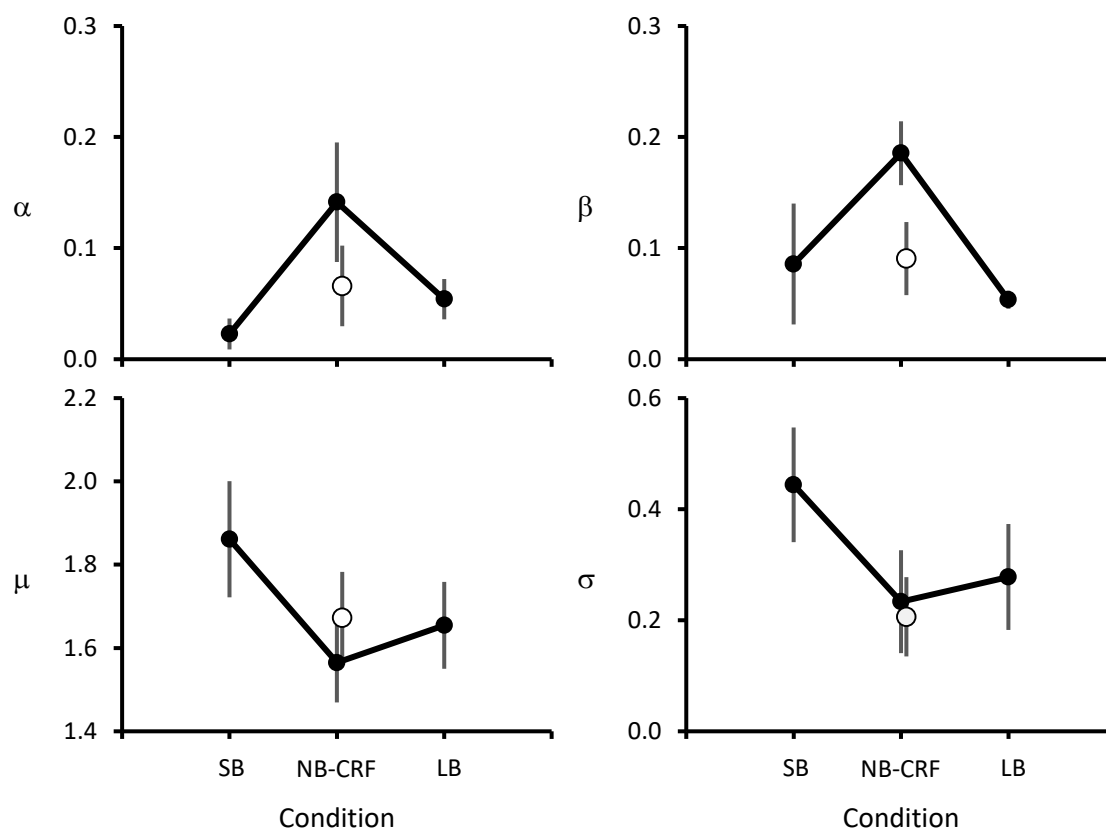 0.3
0.2
α
0.1
0.0
0.3
0.2
β
0.1
0.0
2.2
2.0
1.8
μ
1.6
1.4
SB NB-CRF LB
Condition
0.6
0.4
σ
0.2
0.0
SB NB-CRF LB
Condition